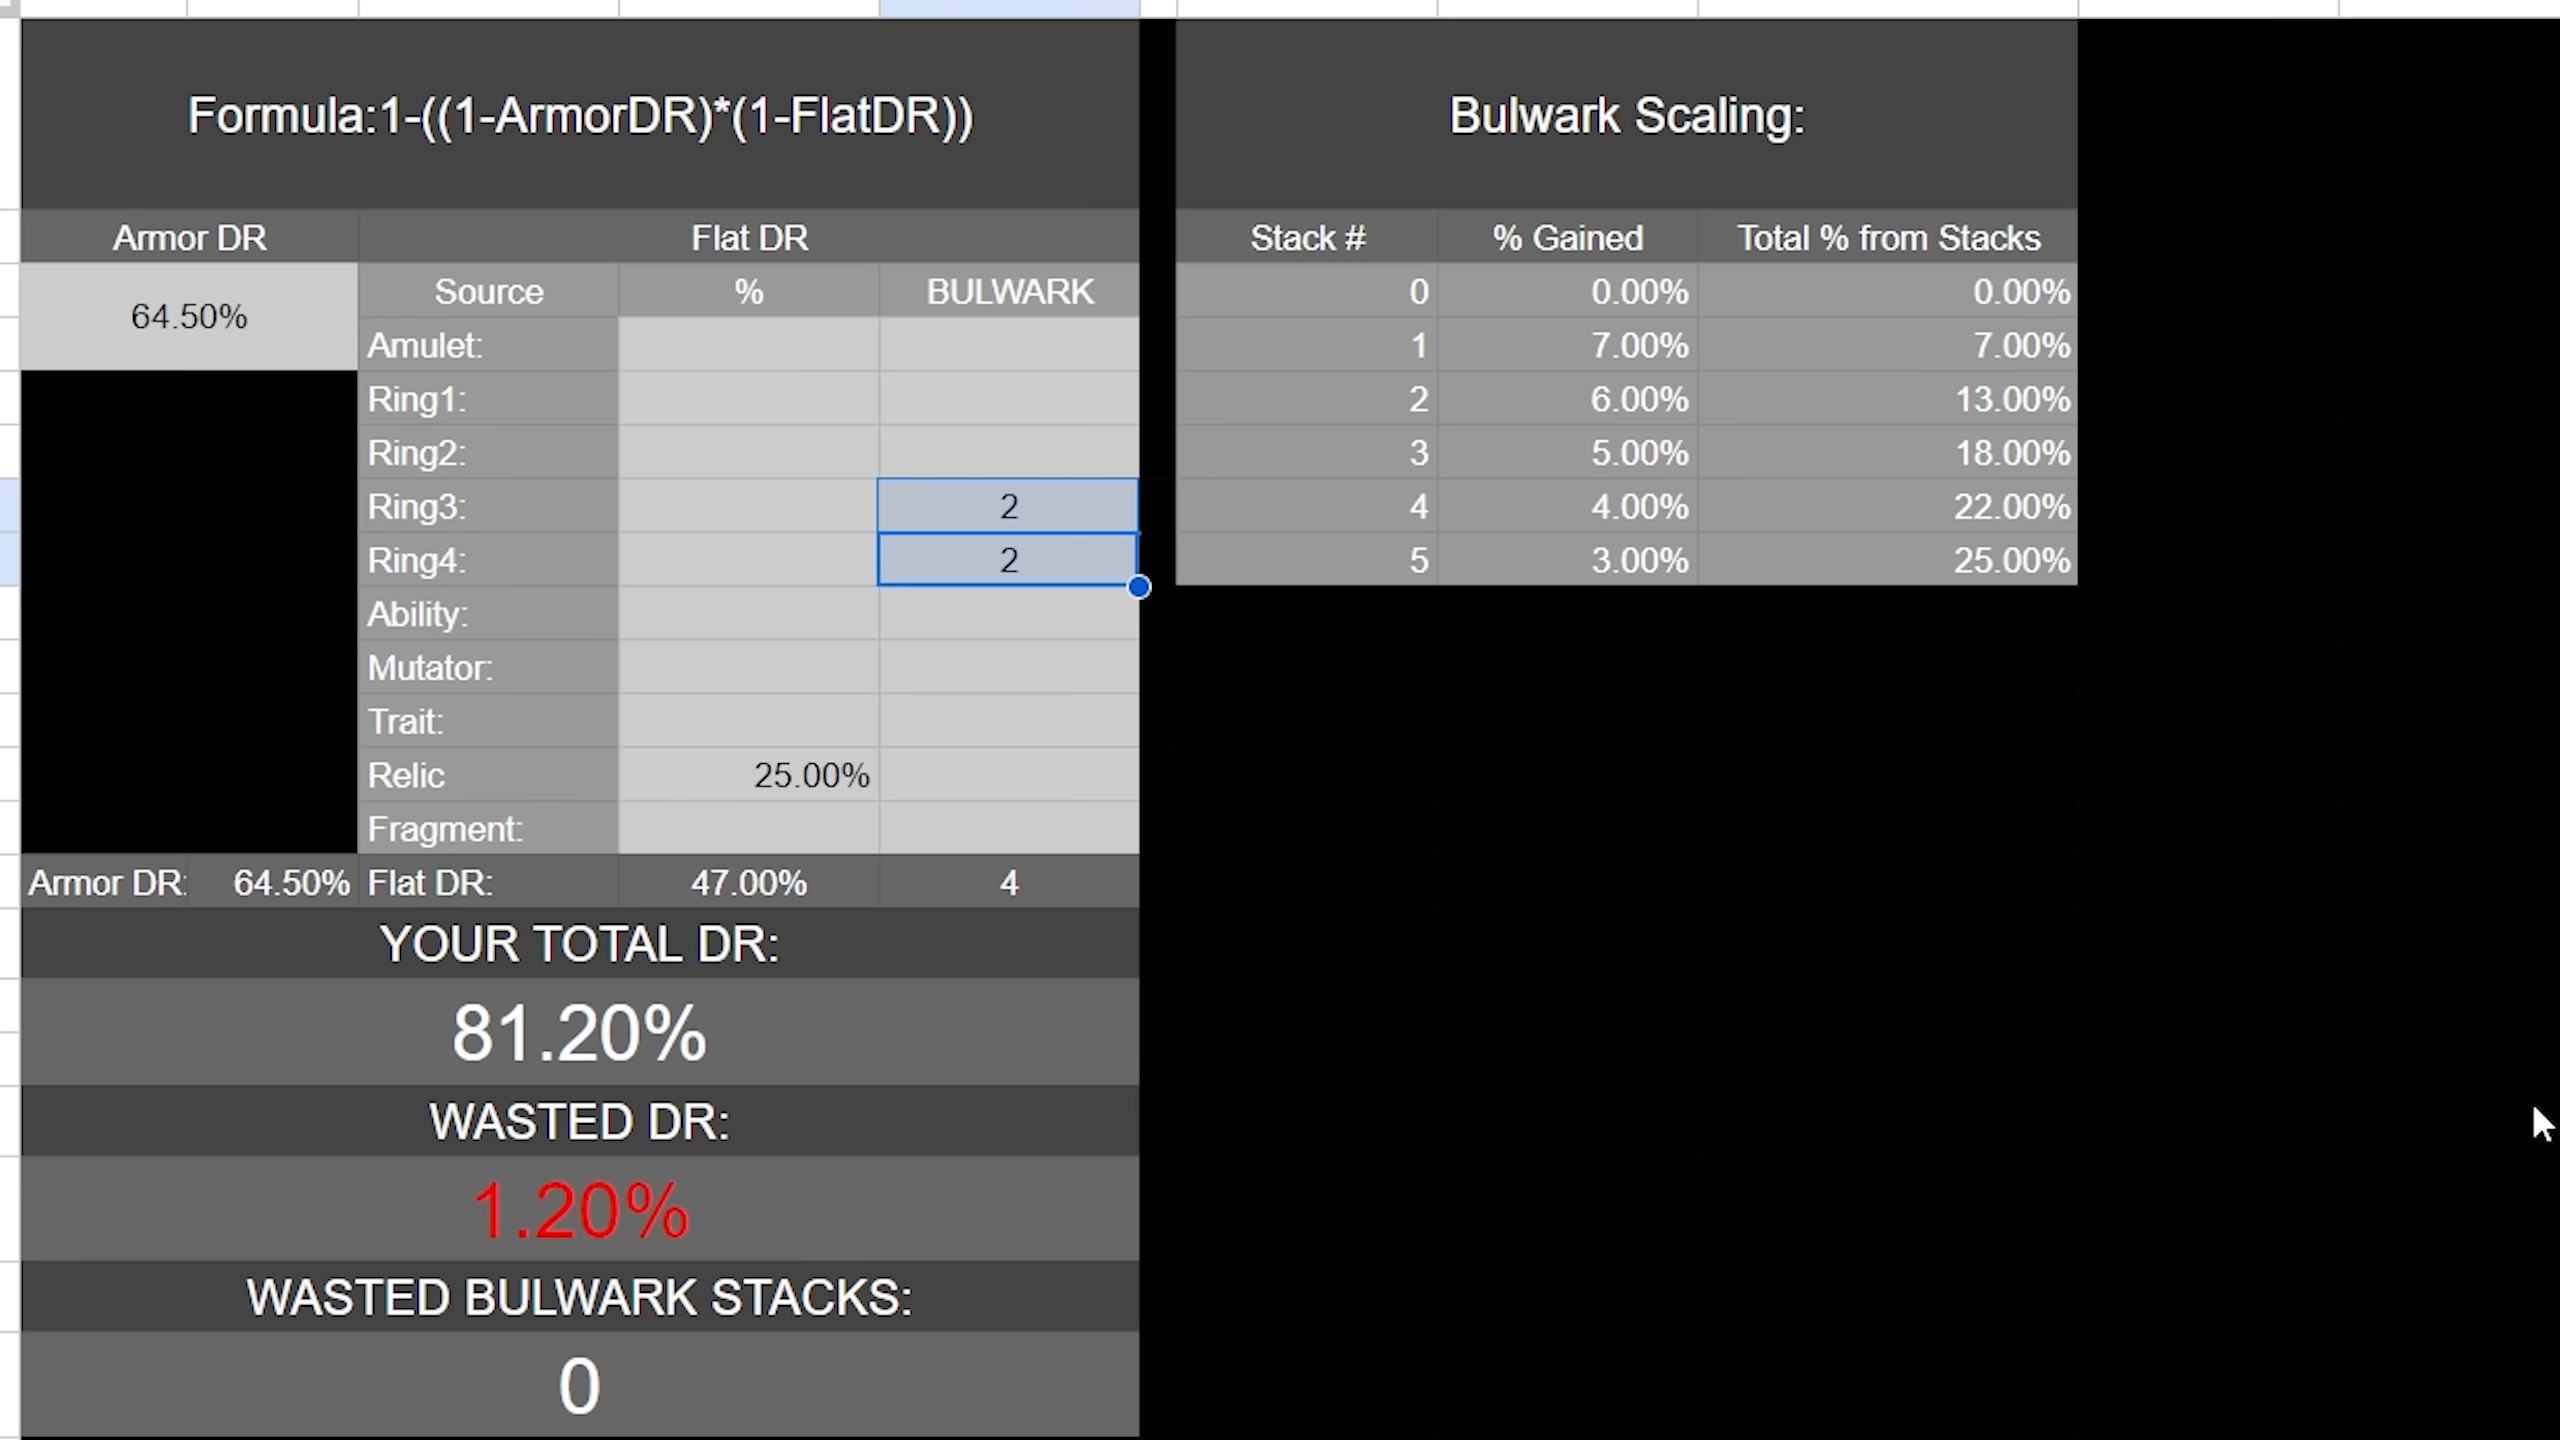 Formula:1-((1-ArmorDR)*(1-FlatDR))
Bulwark Scaling:
Armor DR Flat DR
Stack # % Gained Total % from Stacks
64.50%
Source % BULWARK
0 0.00% 0.00%
Amulet:
1 7.00% 7.00%
Ring1:
2 6.00% 13.00%
Ring2:
3 5.00% 18.00%
Ring3: 2
4 4.00% 22.00%
Ring4: 2
5 3.00% 25.00%
Ability:
Mutator:
Trait:
Relic 25.00%
Fragment:
Armor DR: 64.50% Flat DR: 47.00% 4
YOUR TOTAL DR:
81.20%
WASTED DR:
1.20%
WASTED BULWARK STACKS:
0